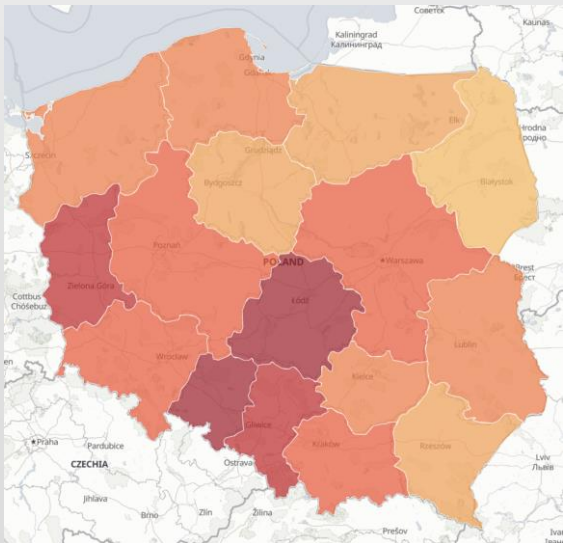 Советск
Kaunas
Kaliningrad
Калининград
Gdynia
Gdańsk
Ełk
Hrodna
родно
Szczecin
Grudziądz
Bydgoszcz
Białystok
Poznań
POLAND
Warszawa
Brest
Брест
Cottbus
Chóśebuz
Zielona Góra
Łódź
Lublin
Wrocław
Kielce
Gliwice
Kraków
Rzeszów
Praha
Pardubice
Ostrava
Lviv
Львів
CZECHIA
Jihlava
Brno
Zlín
Žilina
Prešov